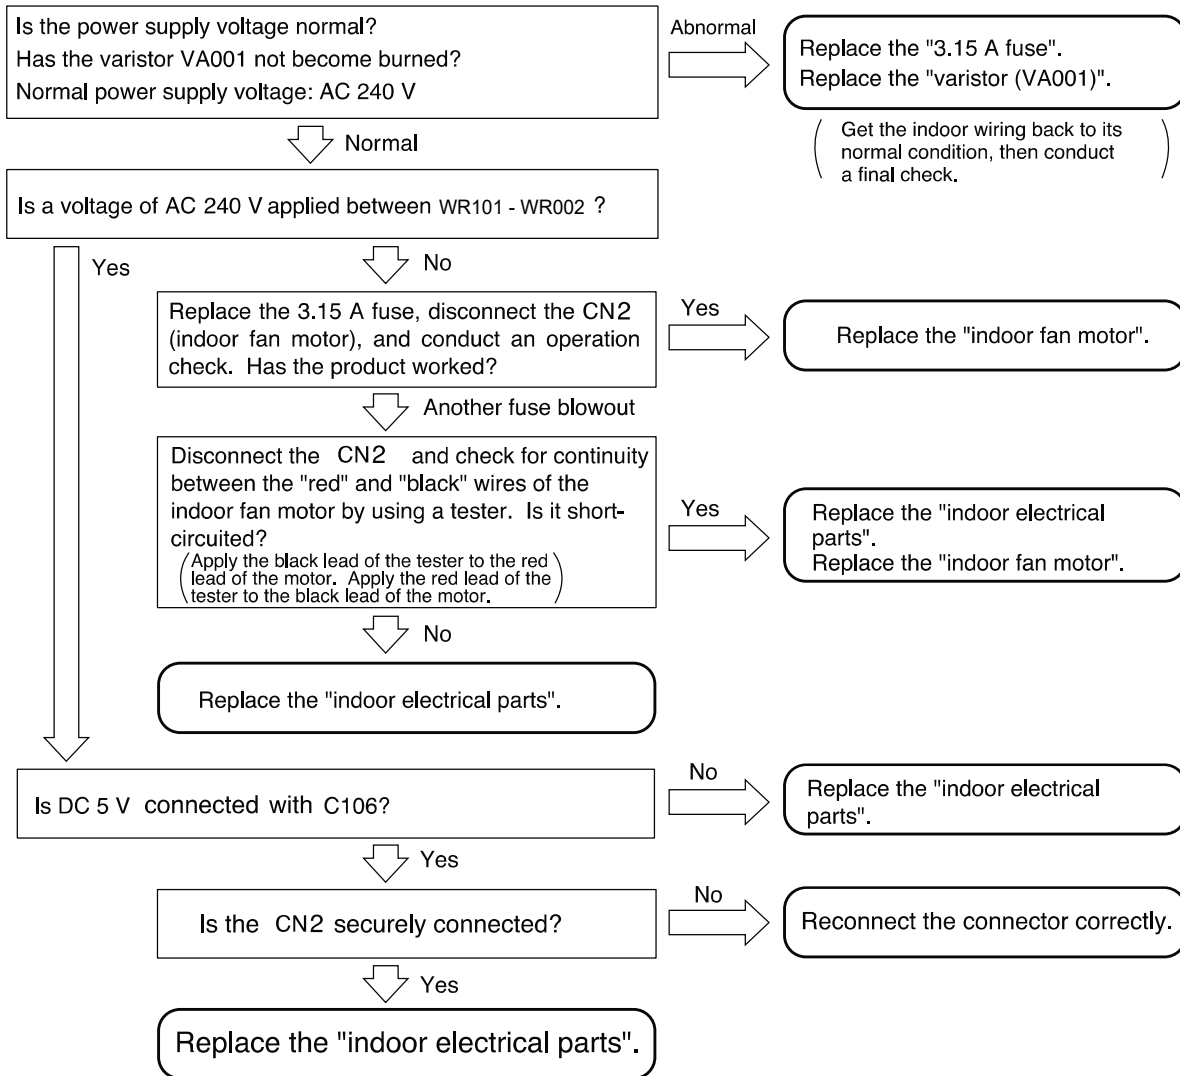 Is the power supply voltage normal?
Has the varistor VA001 not become burned?
Normal power supply voltage: AC 240 V
Abnormal
Replace the "3.15 A fuse".
Replace the "varistor (VA001)".
Get the indoor wiring back to its
normal condition, then conduct
a final check.
Normal
Is a voltage of AC 240 V applied between WR101 - WR002 ?
Yes
No
Replace the 3.15 A fuse, disconnect the CN2
(indoor fan motor), and conduct an operation
check. Has the product worked?
Yes
Replace the "indoor fan motor".
Another fuse blowout
Disconnect the CN2 and check for continuity
between the "red" and "black" wires of the
indoor fan motor by using a tester. Is it short-
circuited?
(Apply the black lead of the tester to the red
lead of the motor. Apply the red lead of the
tester to the black lead of the motor.)
Yes
Replace the "indoor electrical
parts".
Replace the "indoor fan motor".
No
Replace the "indoor electrical parts".
Is DC 5 V connected with C106?
No
Replace the "indoor electrical
parts".
Yes
Is the CN2 securely connected?
No
Reconnect the connector correctly.
Yes
Replace the "indoor electrical parts".